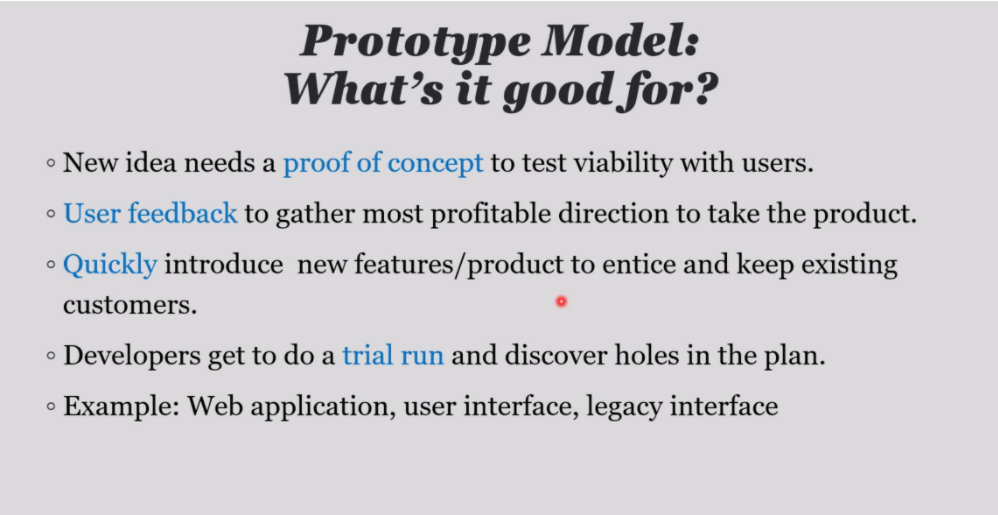 Prototype Model:
What's it good for?
◦ New idea needs a proof of concept to test viability with users.
◦ User feedback to gather most profitable direction to take the product.
◦ Quickly introduce  new features/product to entice and keep existing
customers.
◦ Developers get to do a trial run and discover holes in the plan.
◦ Example: Web application, user interface, legacy interface